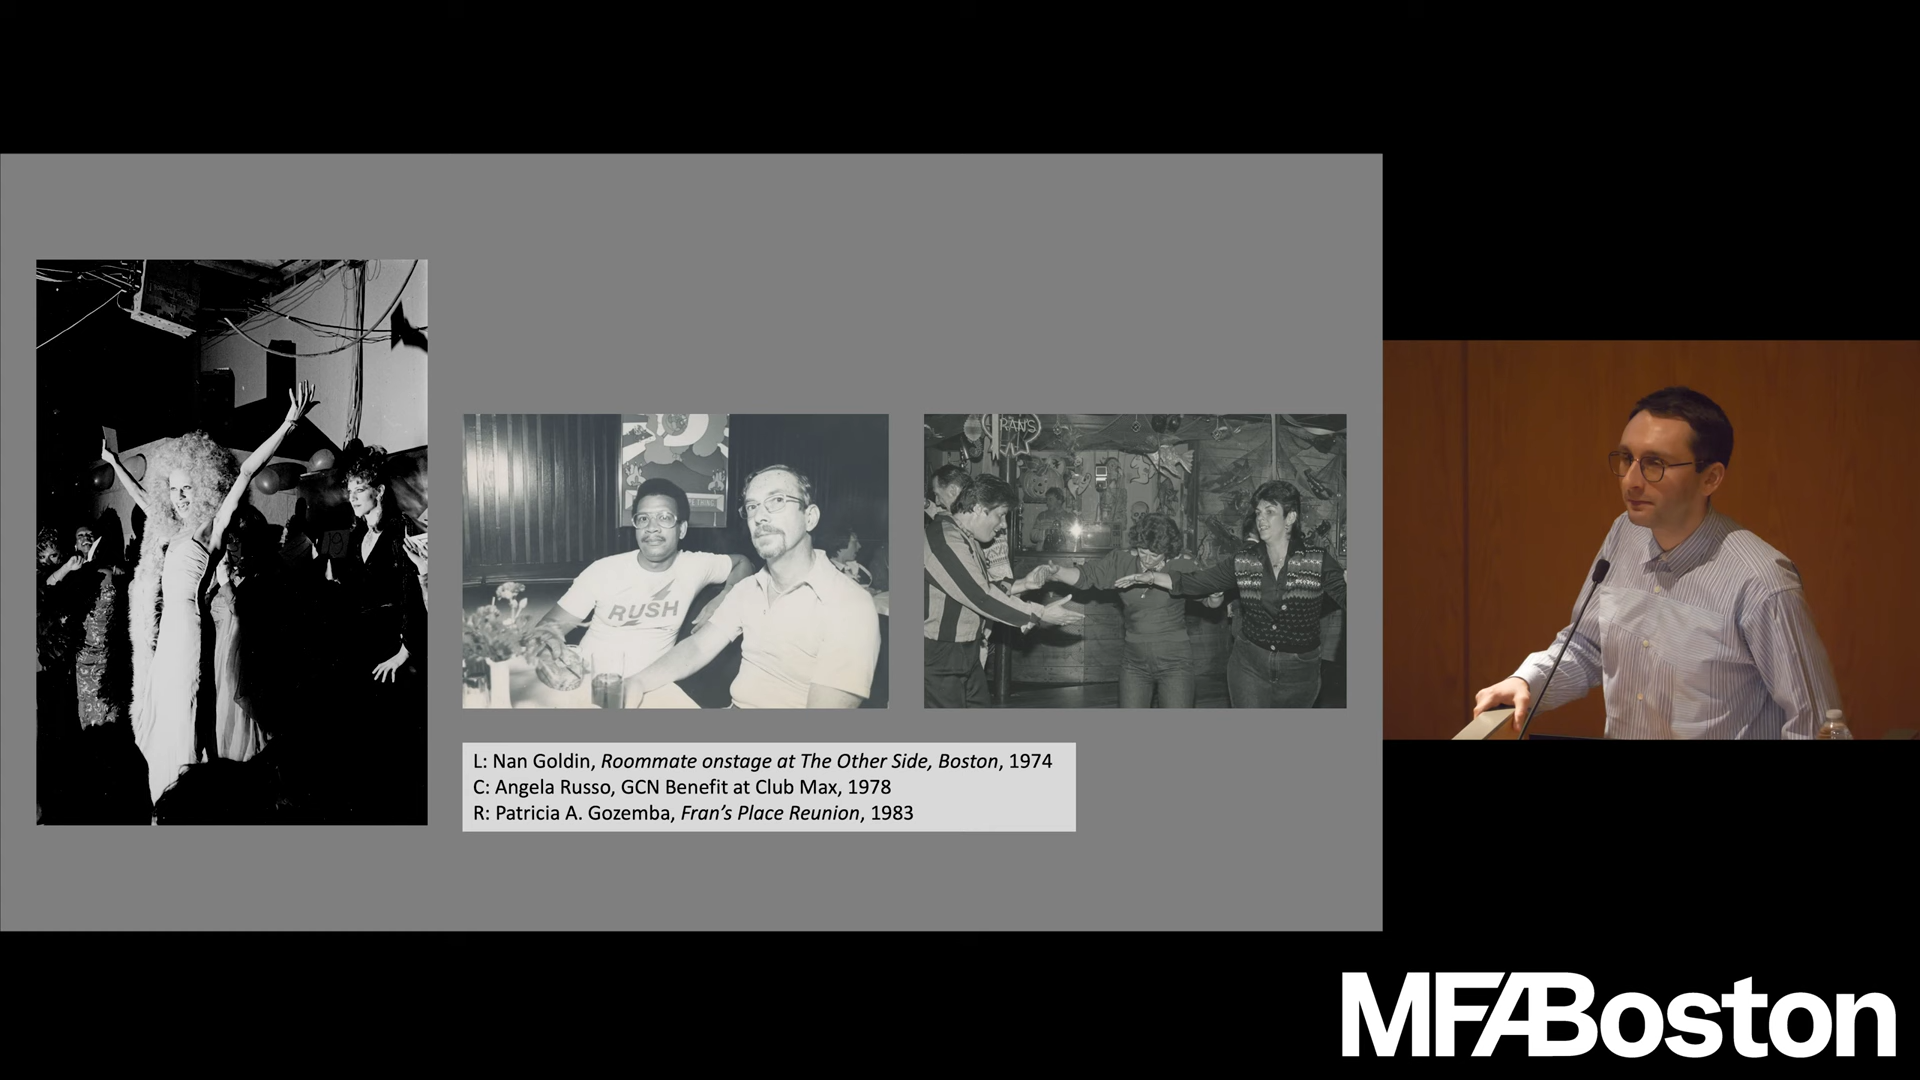 FRAN'S
RUSH
L: Nan Goldin, Roommate onstage at The Other Side, Boston, 1974
C: Angela Russo, GCN Benefit at Club Max, 1978
R: Patricia A. Gozemba, Fran’s Place Reunion, 1983
MFABoston